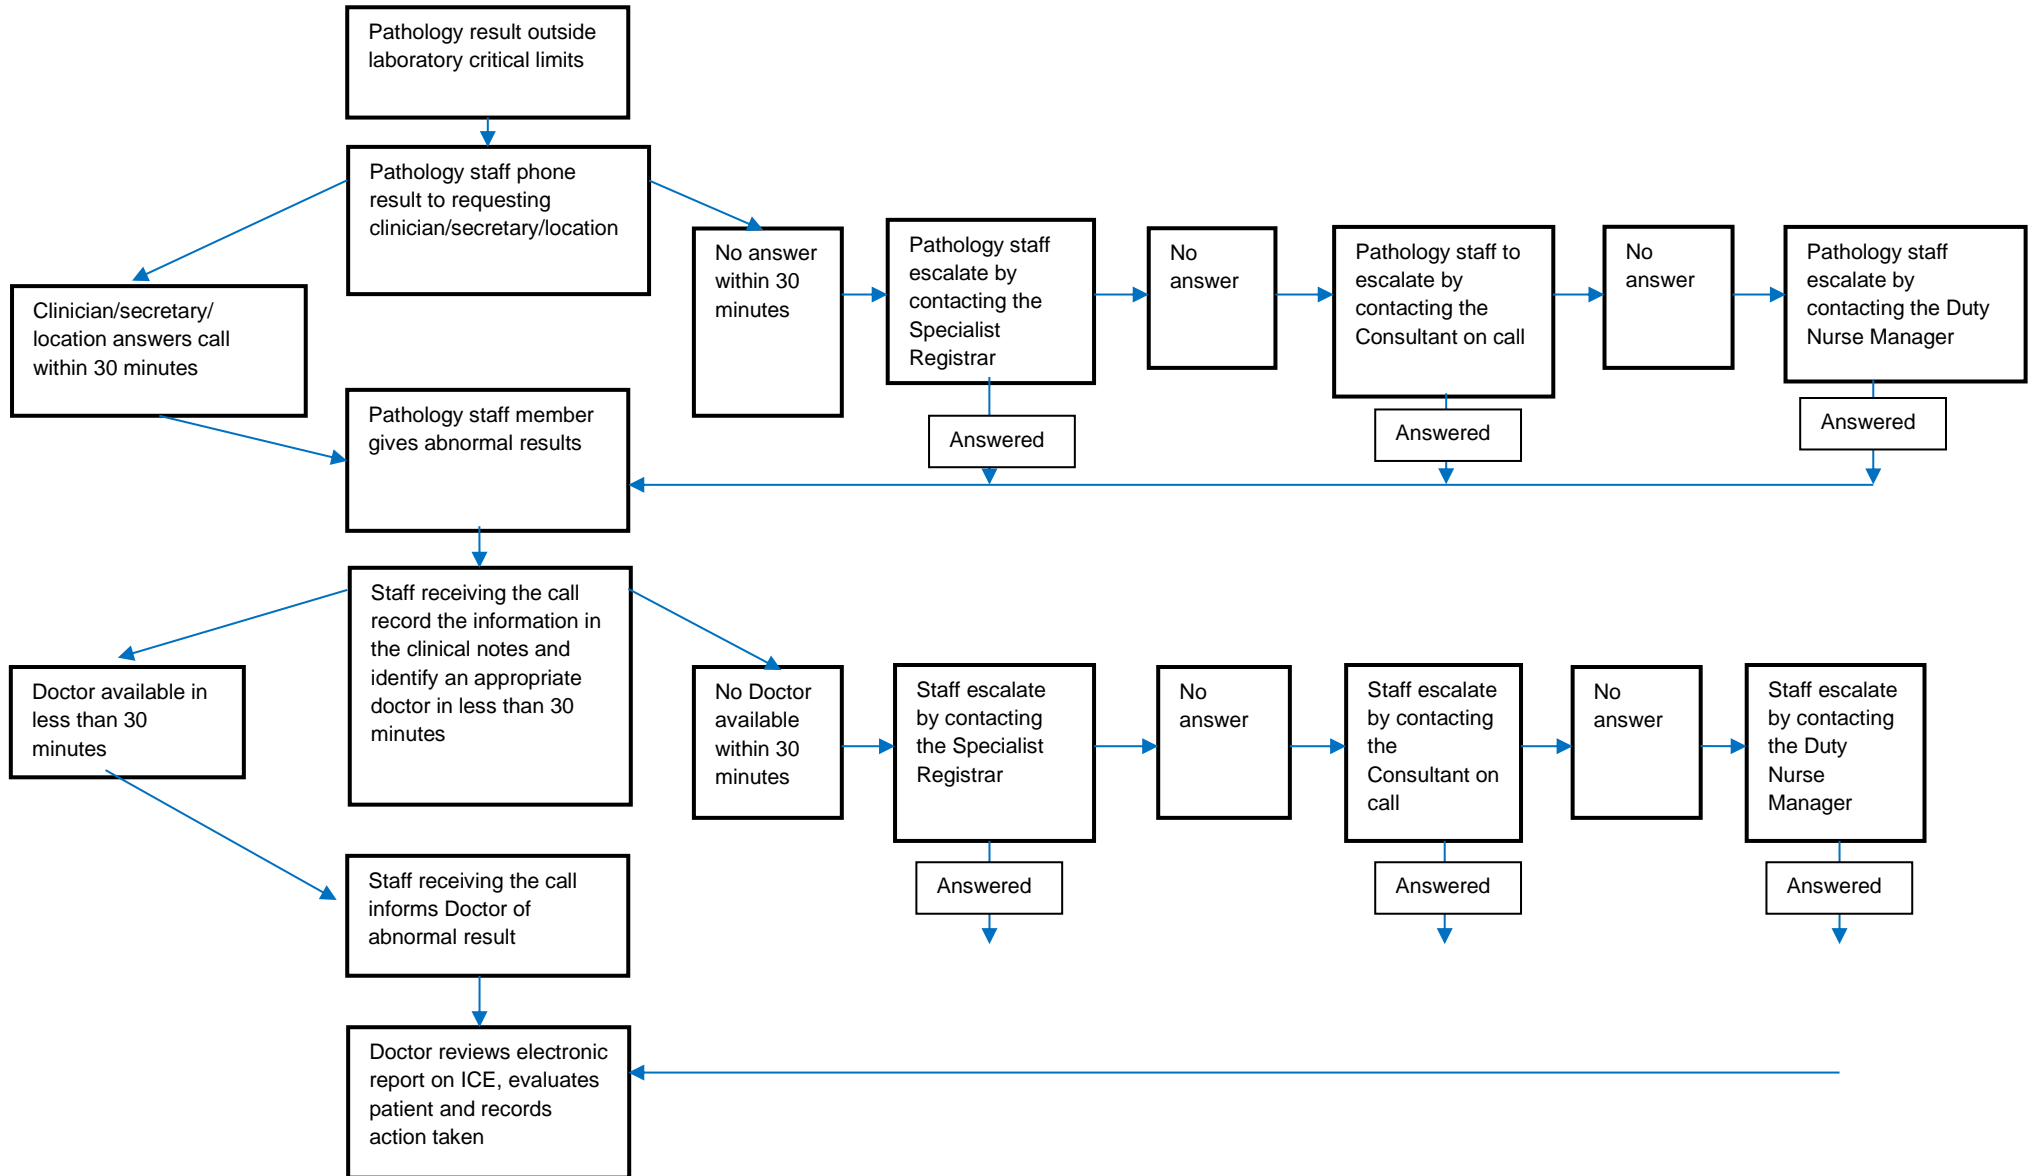 Pathology result outside
laboratory critical limits
Pathology staff phone
result to requesting
clinician/secretary/location
Clinician/secretary/
location answers call
within 30 minutes
No answer
within 30
minutes
Pathology staff
escalate by
contacting the
Specialist
Registrar
No
answer
Pathology staff to
escalate by
contacting the
Consultant on call
No
answer
Pathology staff
escalate by
contacting the Duty
Nurse Manager
Answered
Answered
Answered
Pathology staff member
gives abnormal results
Staff receiving the call
record the information in
the clinical notes and
identify an appropriate
doctor in less than 30
minutes
Doctor available in
less than 30
minutes
No Doctor
available
within 30
minutes
Staff escalate
by contacting
the Specialist
Registrar
No
answer
Staff escalate
by contacting
the
Consultant on
call
No
answer
Staff escalate
by contacting
the Duty
Nurse
Manager
Answered
Answered
Answered
Staff receiving the call
informs Doctor of
abnormal result
Doctor reviews electronic
report on ICE, evaluates
patient and records
action taken